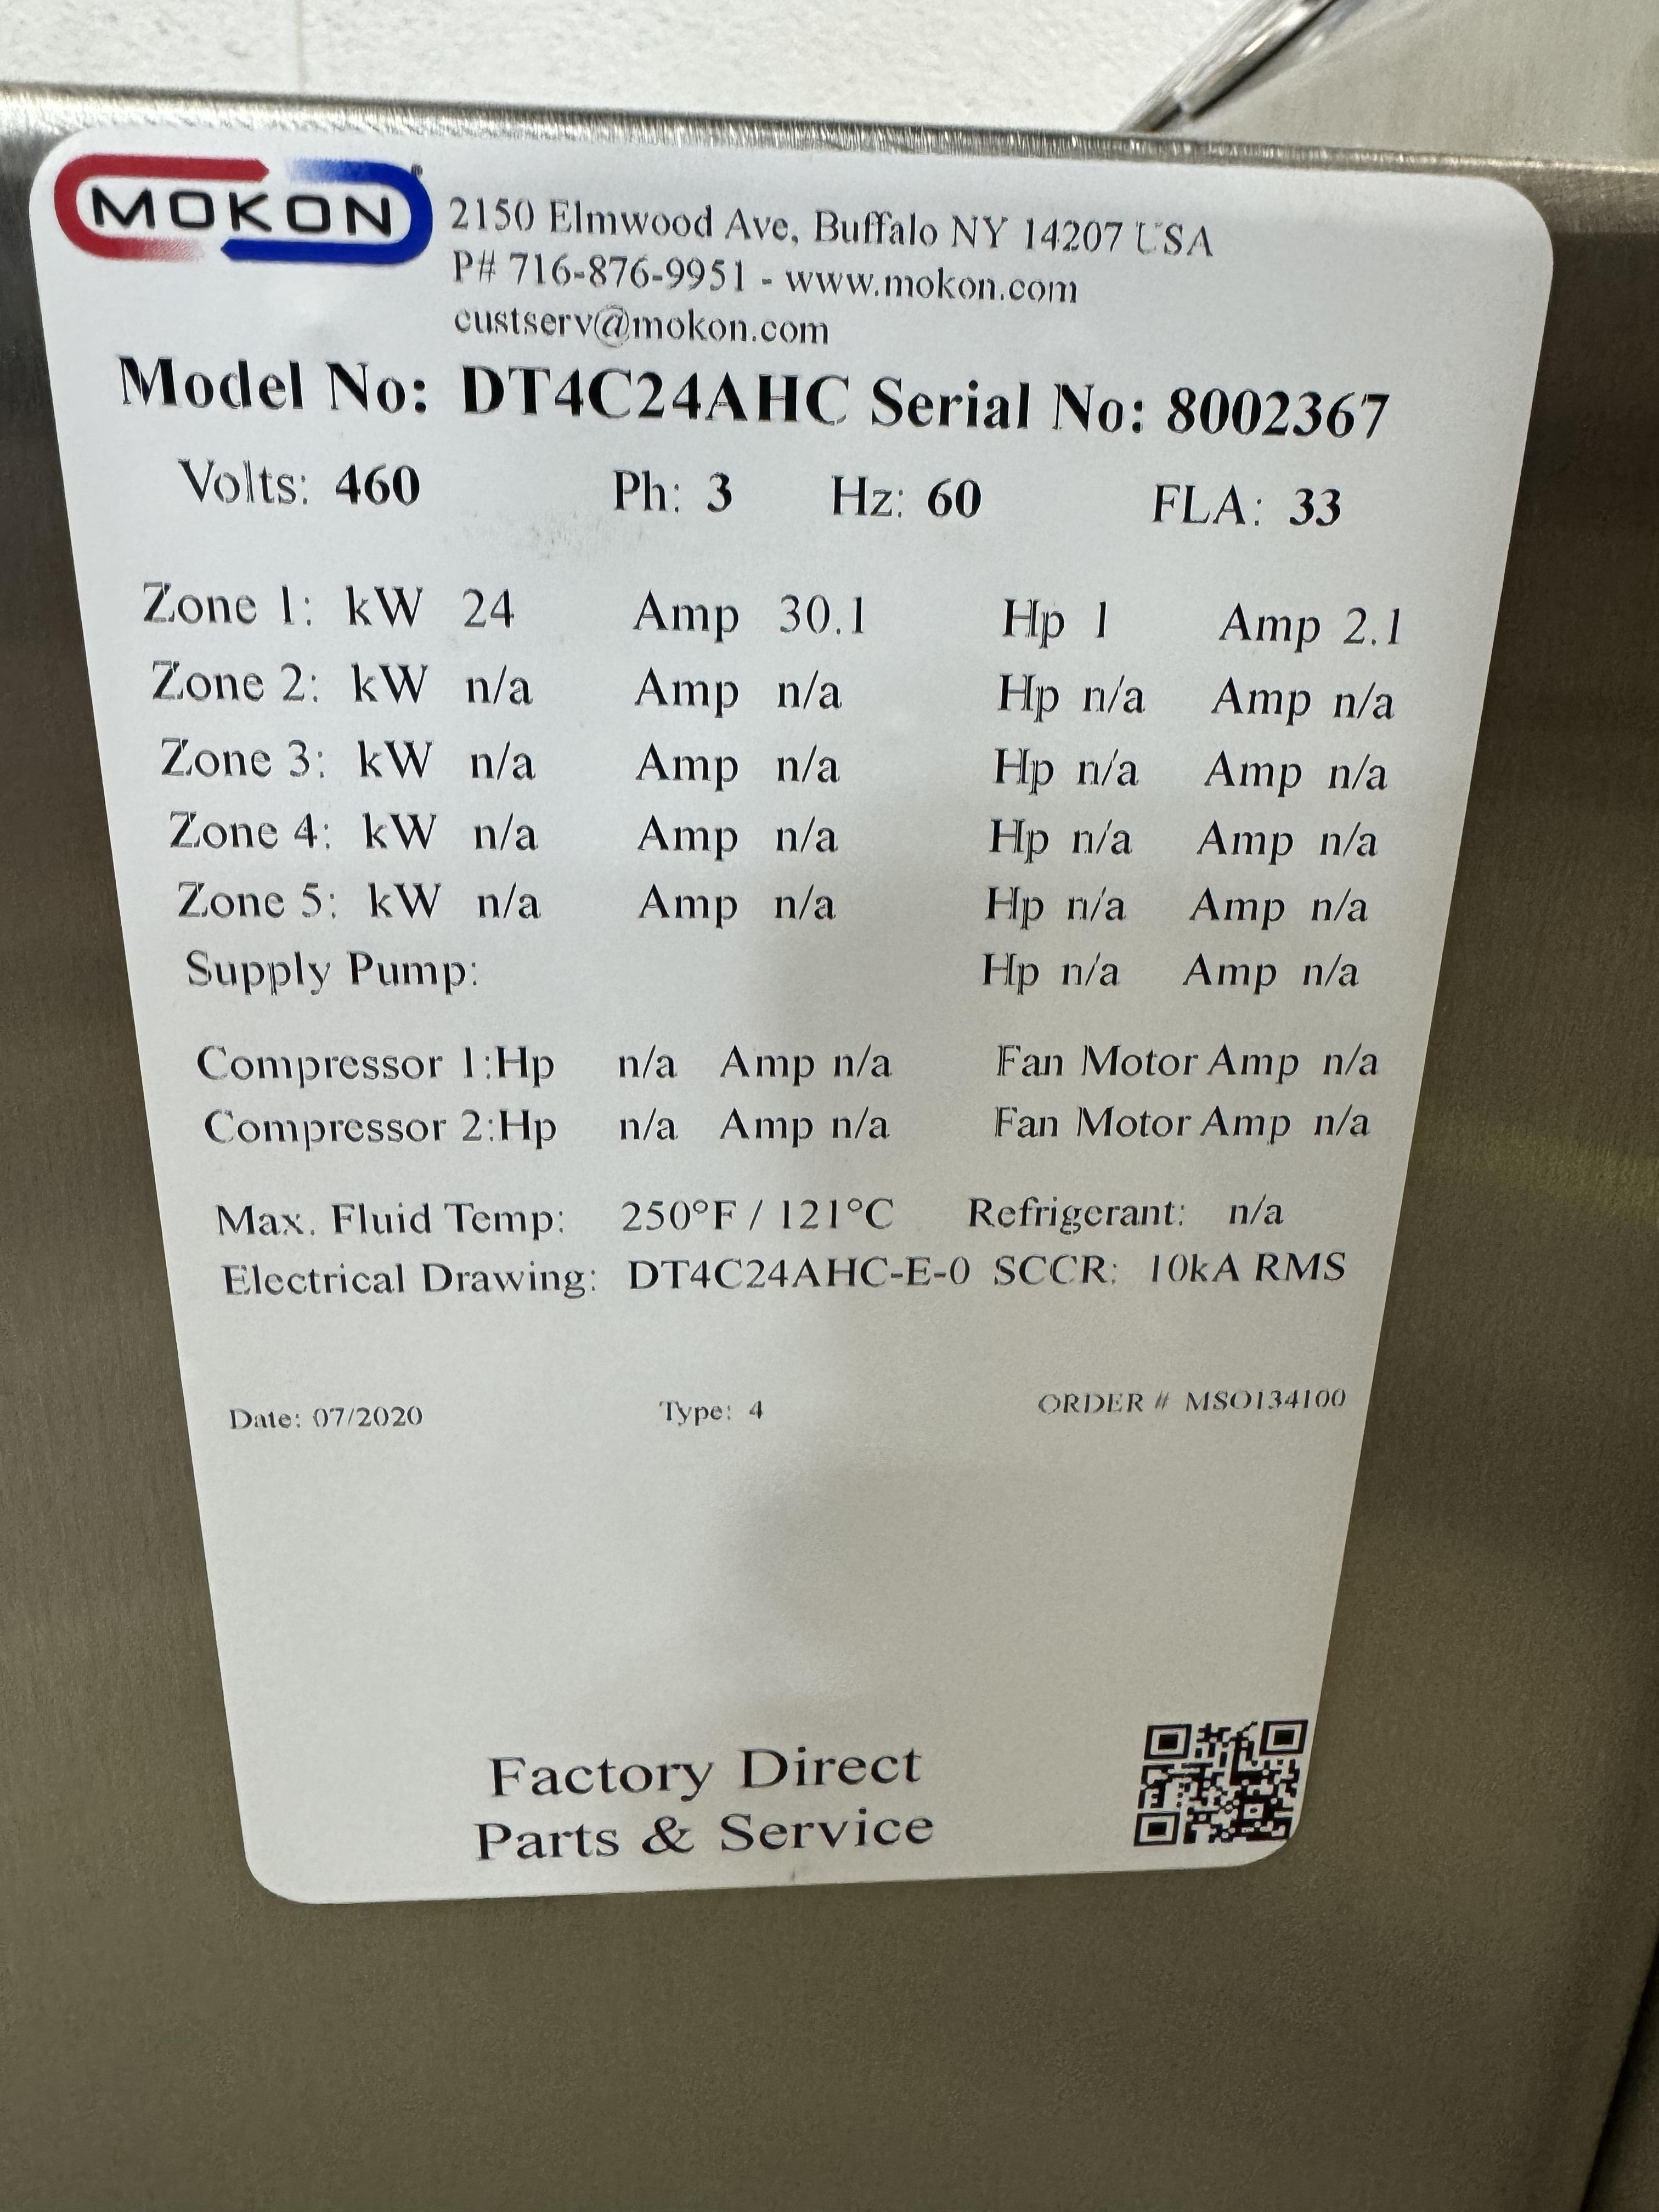 MOKON®
2150 Elmwood Ave, Buffalo NY 14207 USA
P# 716-876-9951 - www.mokon.com
custserv@mokon.com
Model No: DT4C24AHC Serial No: 8002367
Volts: 460 Ph: 3 Hz: 60 FLA: 33
Zone 1: kW 24 Amp 30.1 Hp 1 Amp 2.1
Zone 2: kW n/a Amp n/a Hp n/a Amp n/a
Zone 3: kW n/a Amp n/a Hp n/a Amp n/a
Zone 4: kW n/a Amp n/a Hp n/a Amp n/a
Zone 5: kW n/a Amp n/a Hp n/a Amp n/a
Supply Pump: Hp n/a Amp n/a
Compressor 1:Hp n/a Amp n/a Fan Motor Amp n/a
Compressor 2:Hp n/a Amp n/a Fan Motor Amp n/a
Max. Fluid Temp: 250°F / 121°C Refrigerant: n/a
Electrical Drawing: DT4C24AHC-E-0 SCCR: 10kA RMS
Date: 07/2020 Type: 4 ORDER # MSO134100
Factory Direct
Parts & Service